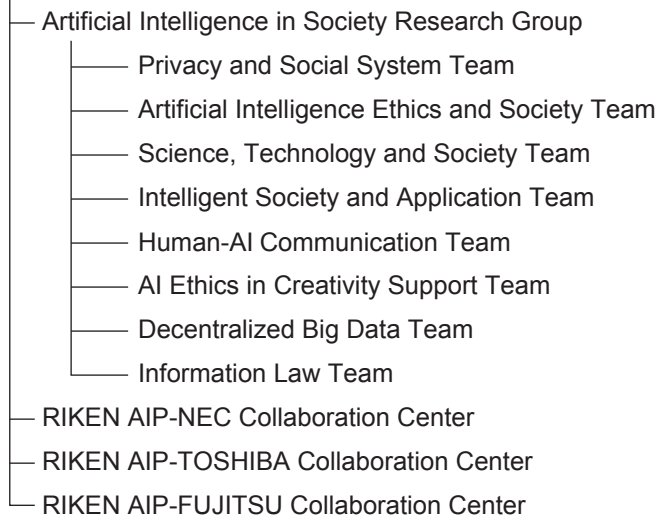 Artificial Intelligence in Society Research Group
Privacy and Social System Team
Artificial Intelligence Ethics and Society Team
Science, Technology and Society Team
Intelligent Society and Application Team
Human-AI Communication Team
AI Ethics in Creativity Support Team
Decentralized Big Data Team
Information Law Team
RIKEN AIP-NEC Collaboration Center
RIKEN AIP-TOSHIBA Collaboration Center
RIKEN AIP-FUJITSU Collaboration Center